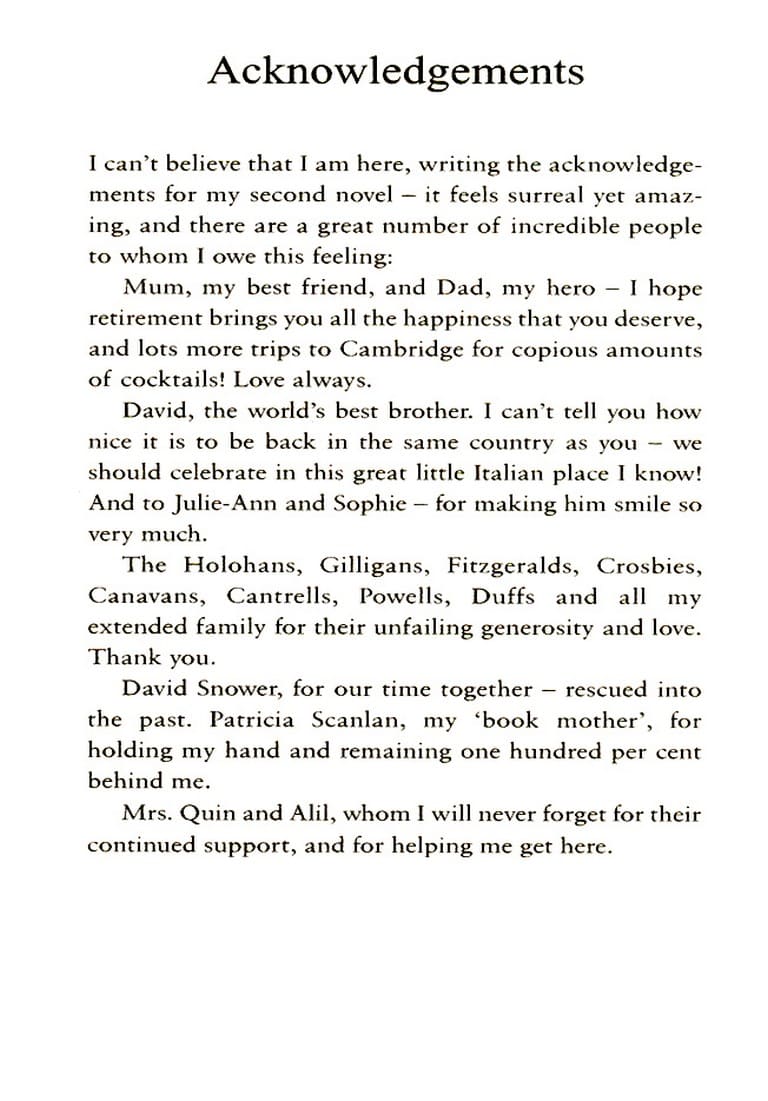 Acknowledgements
I can’t believe that I am here, writing the acknowledge-
ments for my second novel – it feels surreal yet amaz-
ing, and there are a great number of incredible people
to whom I owe this feeling:
Mum, my best friend, and Dad, my hero – I hope
retirement brings you all the happiness that you deserve,
and lots more trips to Cambridge for copious amounts
of cocktails! Love always.
David, the world’s best brother. I can’t tell you how
nice it is to be back in the same country as you – we
should celebrate in this great little Italian place I know!
And to Julie-Ann and Sophie – for making him smile so
very much.
The Holohans, Gilligans, Fitzgeralds, Crosbies,
Canavans, Cantrells, Powells, Duffs and all my
extended family for their unfailing generosity and love.
Thank you.
David Snower, for our time together – rescued into
the past. Patricia Scanlan, my ‘book mother’, for
holding my hand and remaining one hundred per cent
behind me.
Mrs. Quin and Alil, whom I will never forget for their
continued support, and for helping me get here.